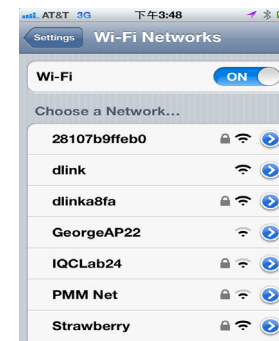 AT&T 3G 下午3:48
Settings Wi-Fi Networks
Wi-Fi ON
Choose a Network...
28107b9ffeb0
dlink
dlinka8fa
GeorgeAP22
IQCLab24
PMM Net
Strawberry